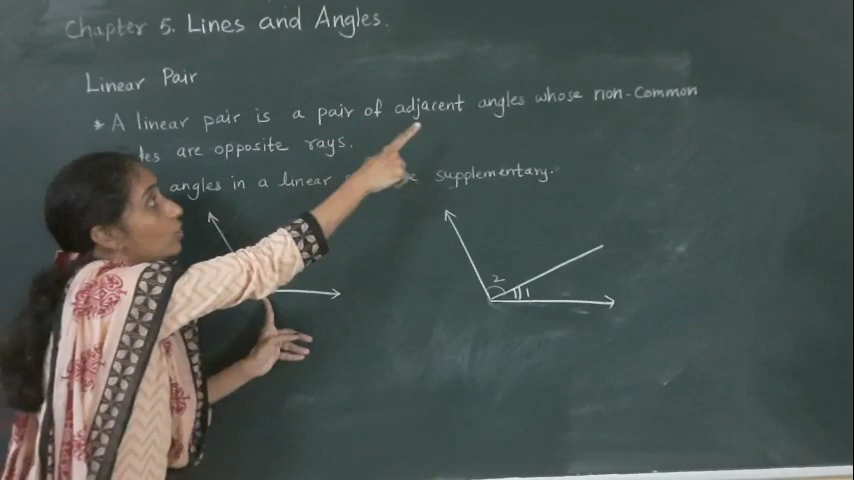 Chapter 5. Lines and Angles.
Linear Pair
* A linear pair is a pair of adjacent angles whose non-common
are opposite rays.
angles in a linear supplementary.
2
1